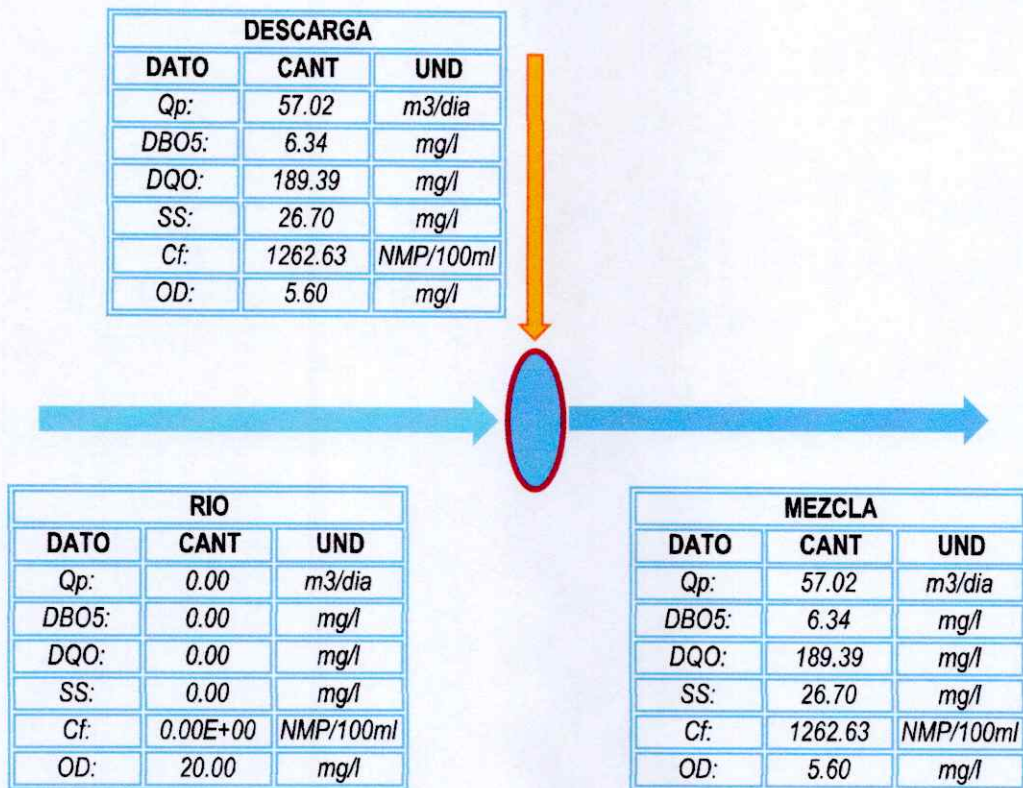 DESCARGA
DATO CANT UND
Qp: 57.02 m3/dia
DBO5: 6.34 mg/l
DQO: 189.39 mg/l
SS: 26.70 mg/l
Cf: 1262.63 NMP/100ml
OD: 5.60 mg/l
RIO
DATO CANT UND
Qp: 0.00 m3/dia
DBO5: 0.00 mg/l
DQO: 0.00 mg/l
SS: 0.00 mg/l
Cf: 0.00E+00 NMP/100ml
OD: 20.00 mg/l
MEZCLA
DATO CANT UND
Qp: 57.02 m3/dia
DBO5: 6.34 mg/l
DQO: 189.39 mg/l
SS: 26.70 mg/l
Cf: 1262.63 NMP/100ml
OD: 5.60 mg/l